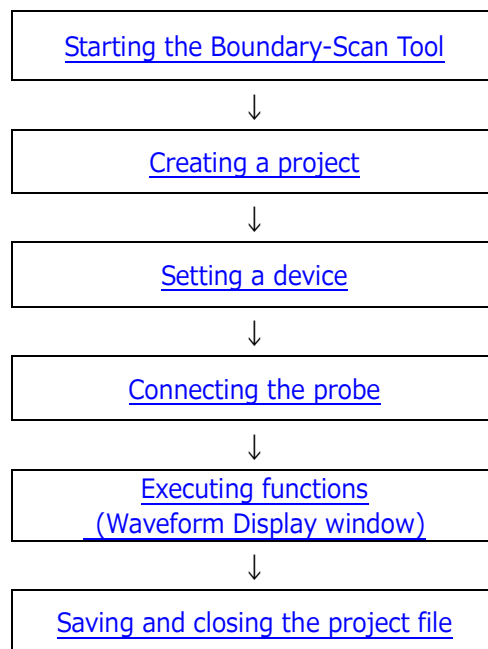 Starting the Boundary-Scan Tool
↓
Creating a project
↓
Setting a device
↓
Connecting the probe
↓
Executing functions
(Waveform Display window)
↓
Saving and closing the project file